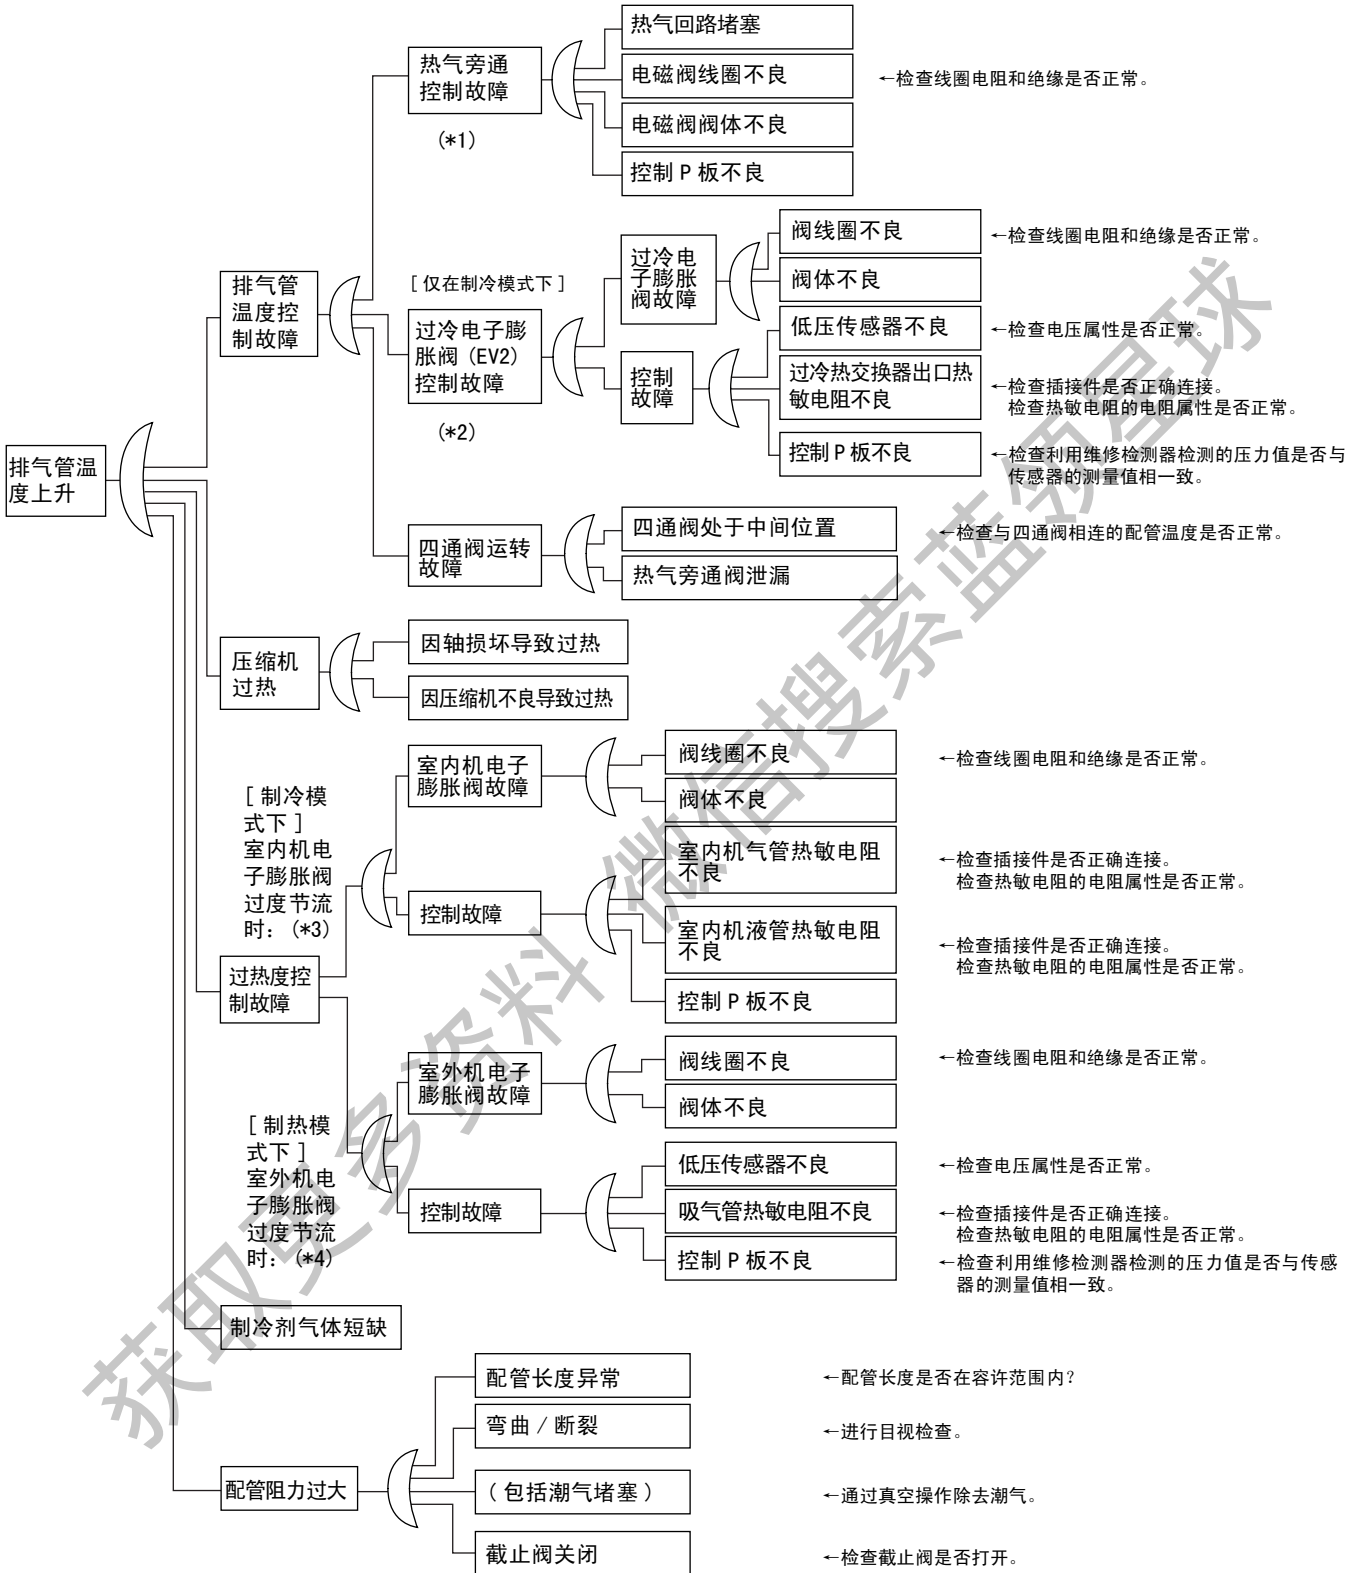 热气回路堵塞
热气旁通
控制故障
(*1)
电磁阀线圈不良
←检查线圈电阻和绝缘是否正常。
电磁阀阀体不良
控制 P 板不良
阀线圈不良
←检查线圈电阻和绝缘是否正常。
过冷电
子膨胀
阀故障
阀体不良
排气管
温度控
制故障
[ 仅在制冷模式下 ]
过冷电子膨
胀阀 (EV2)
控制故障
(*2)
低压传感器不良
←检查电压属性是否正常。
控制
故障
过冷热交换器出口热
敏电阻不良
←检查插接件是否正确连接。
检查热敏电阻的电阻属性是否正常。
控制 P 板不良
←检查利用维修检测器检测的压力值是否与
传感器的测量值相一致。
排气管温
度上升
四通阀运转
故障
四通阀处于中间位置
←检查与四通阀相连的配管温度是否正常。
热气旁通阀泄漏
压缩机
过热
因轴损坏导致过热
因压缩机不良导致过热
室内机电子
膨胀阀故障
阀线圈不良
←检查线圈电阻和绝缘是否正常。
阀体不良
[ 制冷模
式下 ]
室内机电
子膨胀阀
过度节流
时： (*3)
控制故障
室内机气管热敏电阻
不良
←检查插接件是否正确连接。
检查热敏电阻的电阻属性是否正常。
室内机液管热敏电阻
不良
←检查插接件是否正确连接。
检查热敏电阻的电阻属性是否正常。
控制 P 板不良
过热度控
制故障
室外机电子
膨胀阀故障
阀线圈不良
←检查线圈电阻和绝缘是否正常。
阀体不良
[ 制热模
式下 ]
室外机电
子膨胀阀
过度节流
时： (*4)
控制故障
低压传感器不良
←检查电压属性是否正常。
吸气管热敏电阻不良
←检查插接件是否正确连接。
检查热敏电阻的电阻属性是否正常。
控制 P 板不良
←检查利用维修检测器检测的压力值是否与传感
器的测量值相一致。
制冷剂气体短缺
配管阻力过大
配管长度异常
←配管长度是否在容许范围内?
弯曲 / 断裂
←进行目视检查。
( 包括潮气堵塞 )
←通过真空操作除去潮气。
截止阀关闭
←检查截止阀是否打开。
获取更多资料 微信搜索蓝领星球